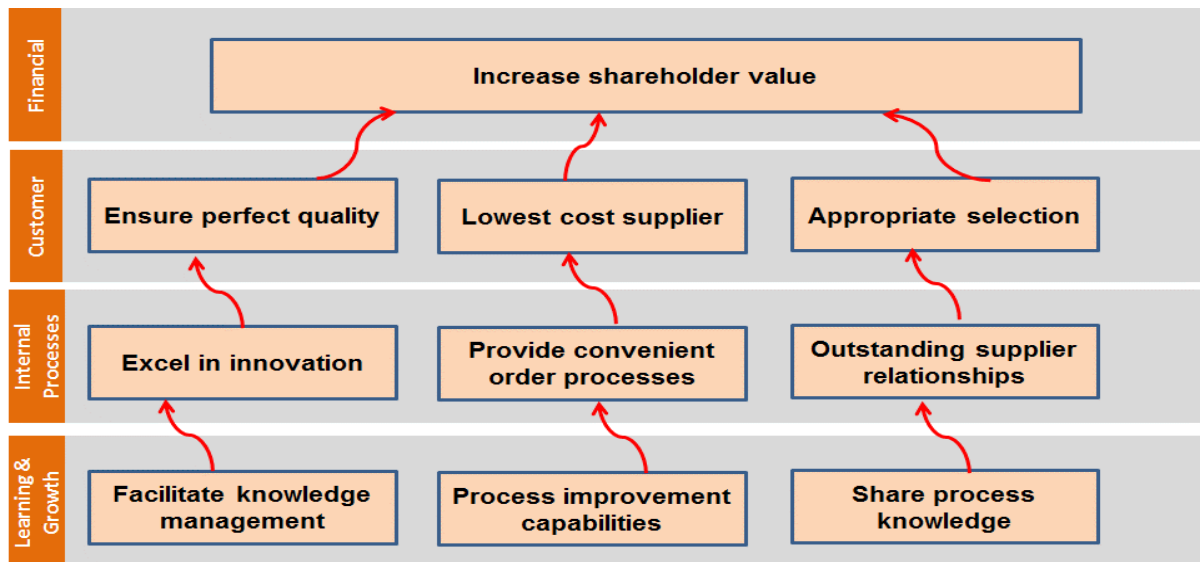 Financial
Increase shareholder value
Customer
Ensure perfect quality
Lowest cost supplier
Appropriate selection
Internal
Processes
Excel in innovation
Provide convenient
order processes
Outstanding supplier
relationships
Learning &
Growth
Facilitate knowledge
management
Process improvement
capabilities
Share process
knowledge